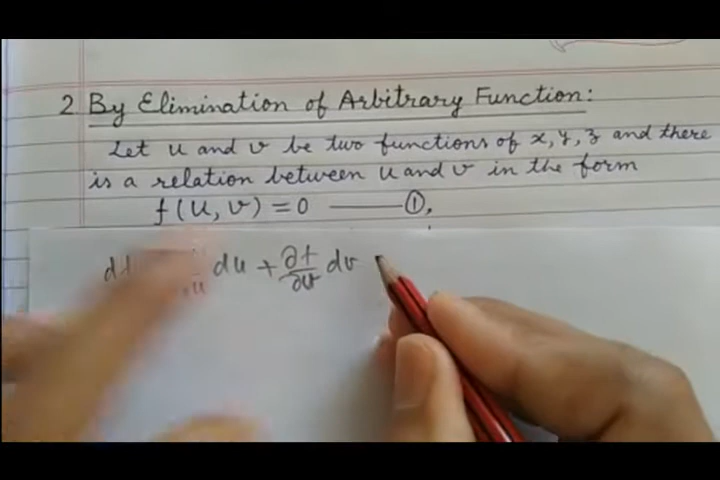 2 By Elimination of Arbitrary Function:
Let u and v be two functions of x, y, z and there
is a relation between u and v in the form
f(u, v) = 0 ——— ①,
du + ∂f/∂v dv